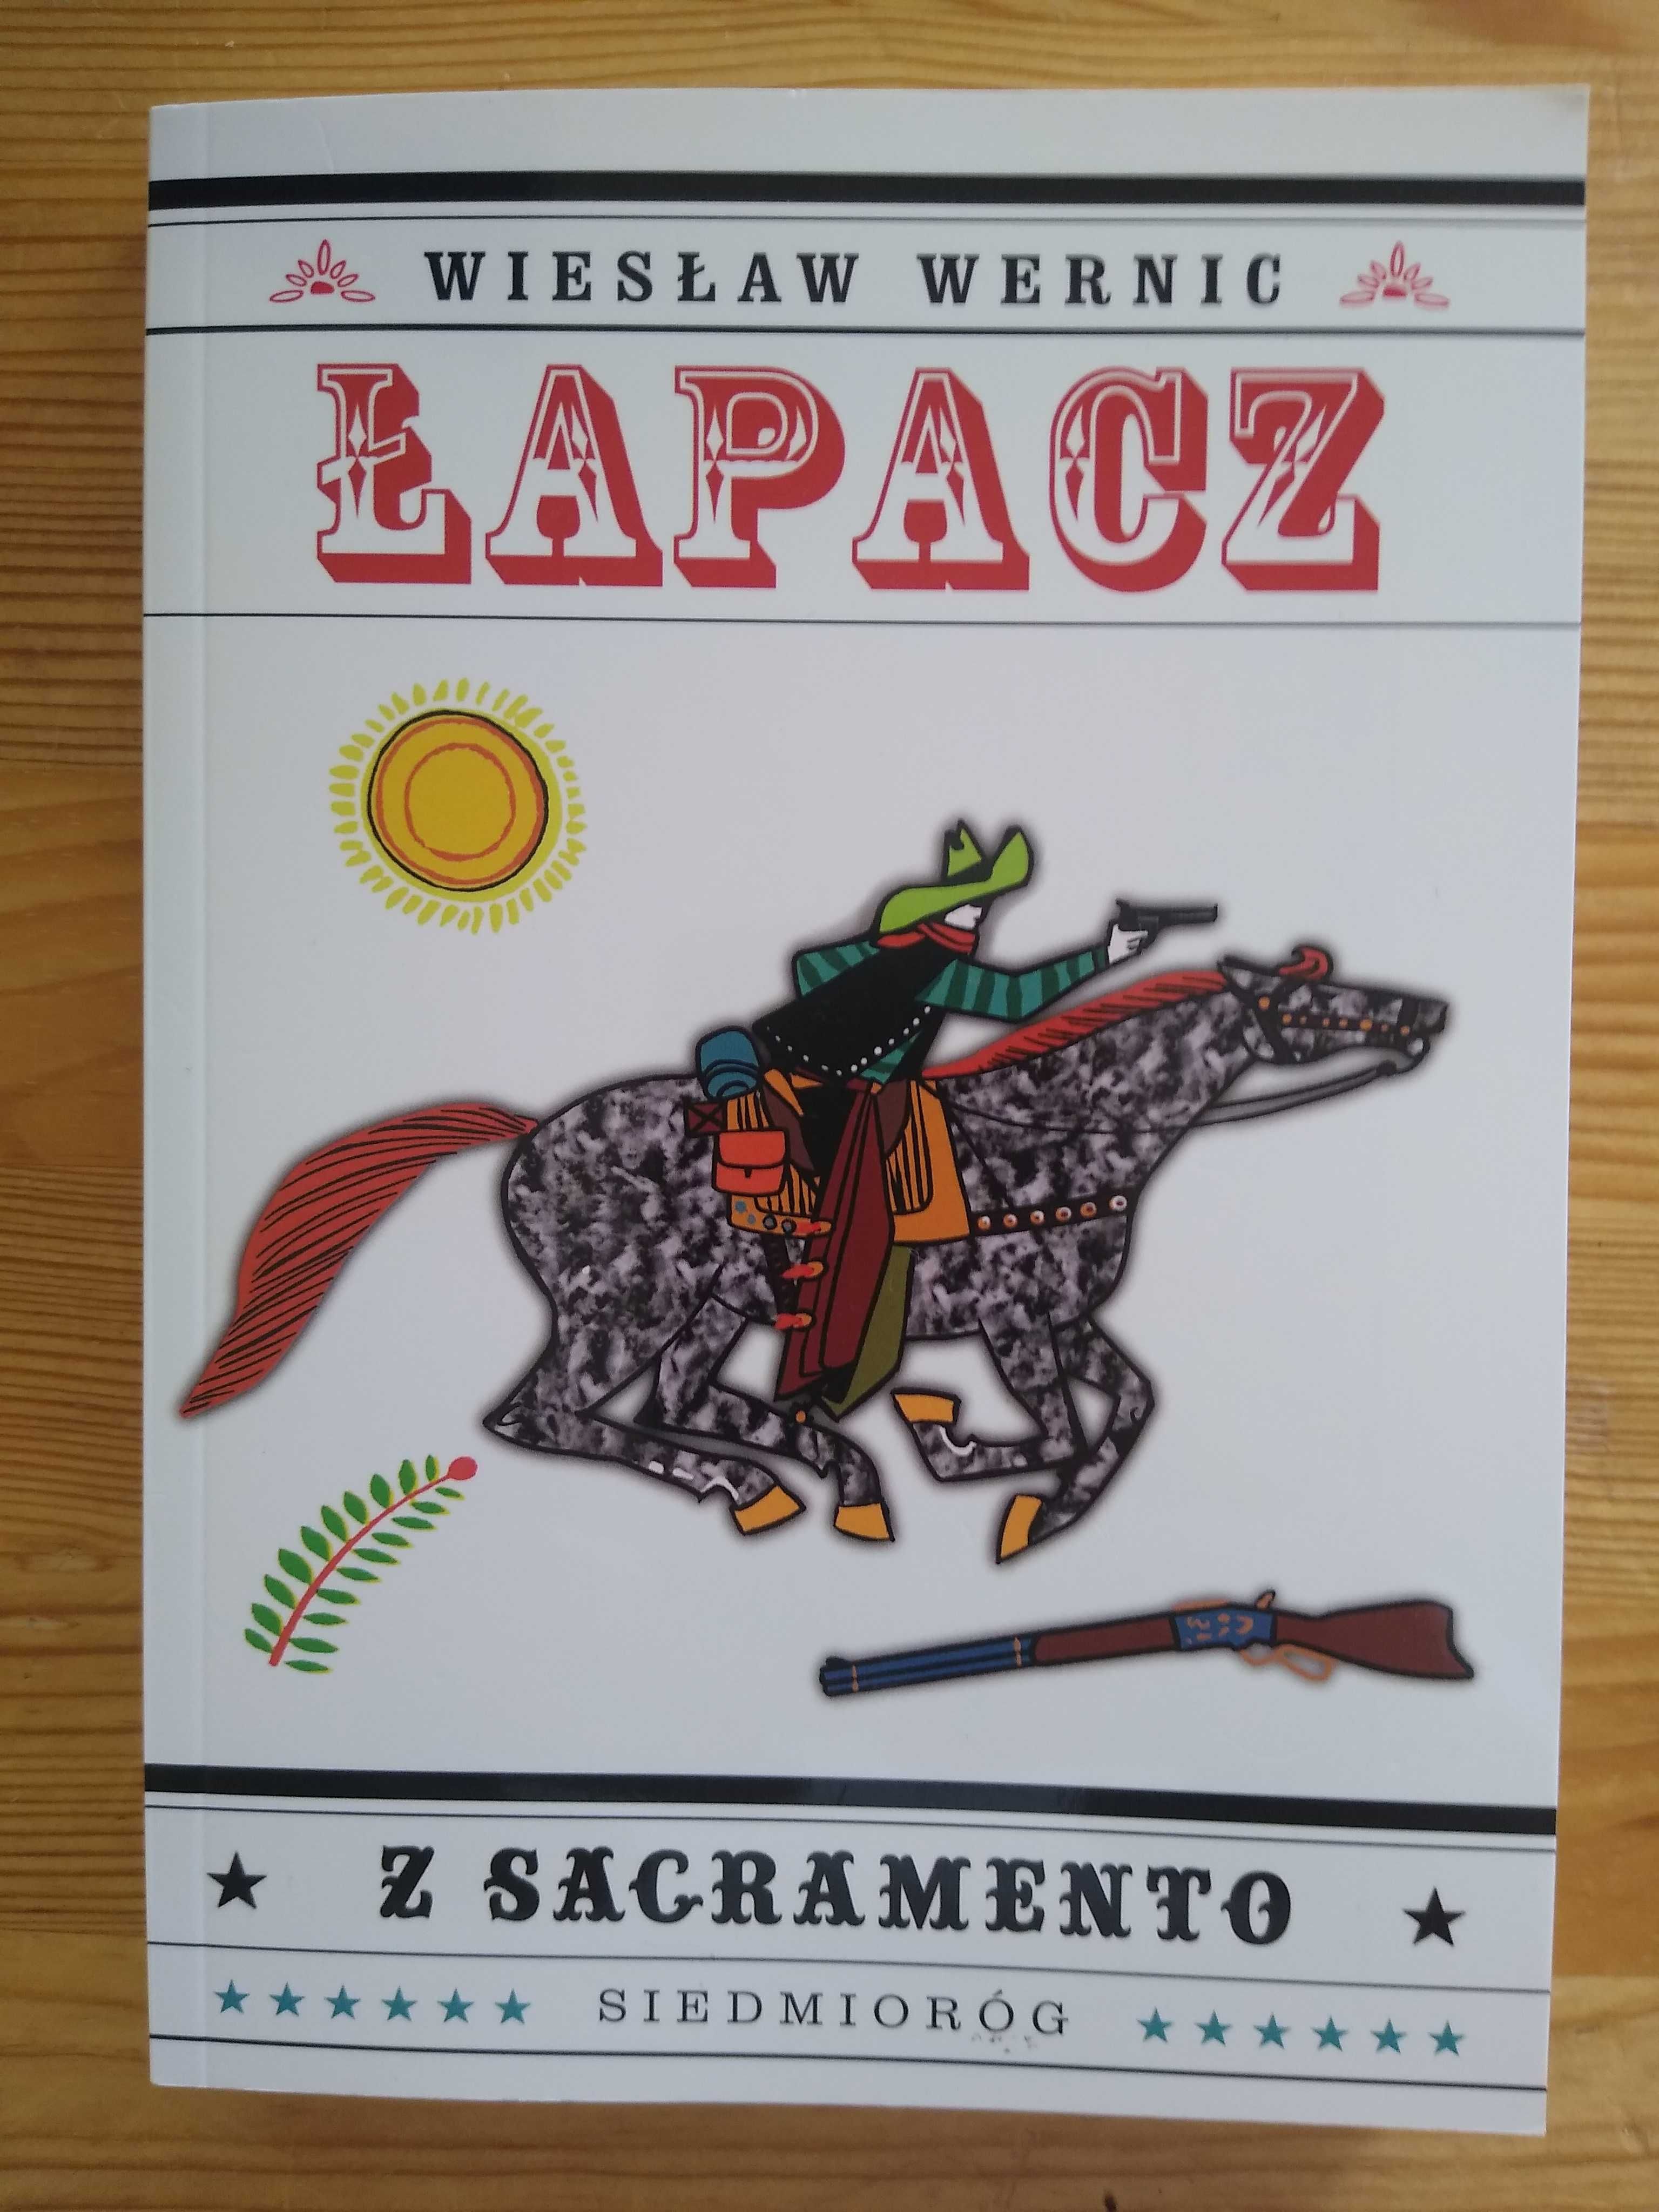 WIESŁAW WERNIC
ŁAPACZ
Z SACRAMENTO
SIEDMIORÓG